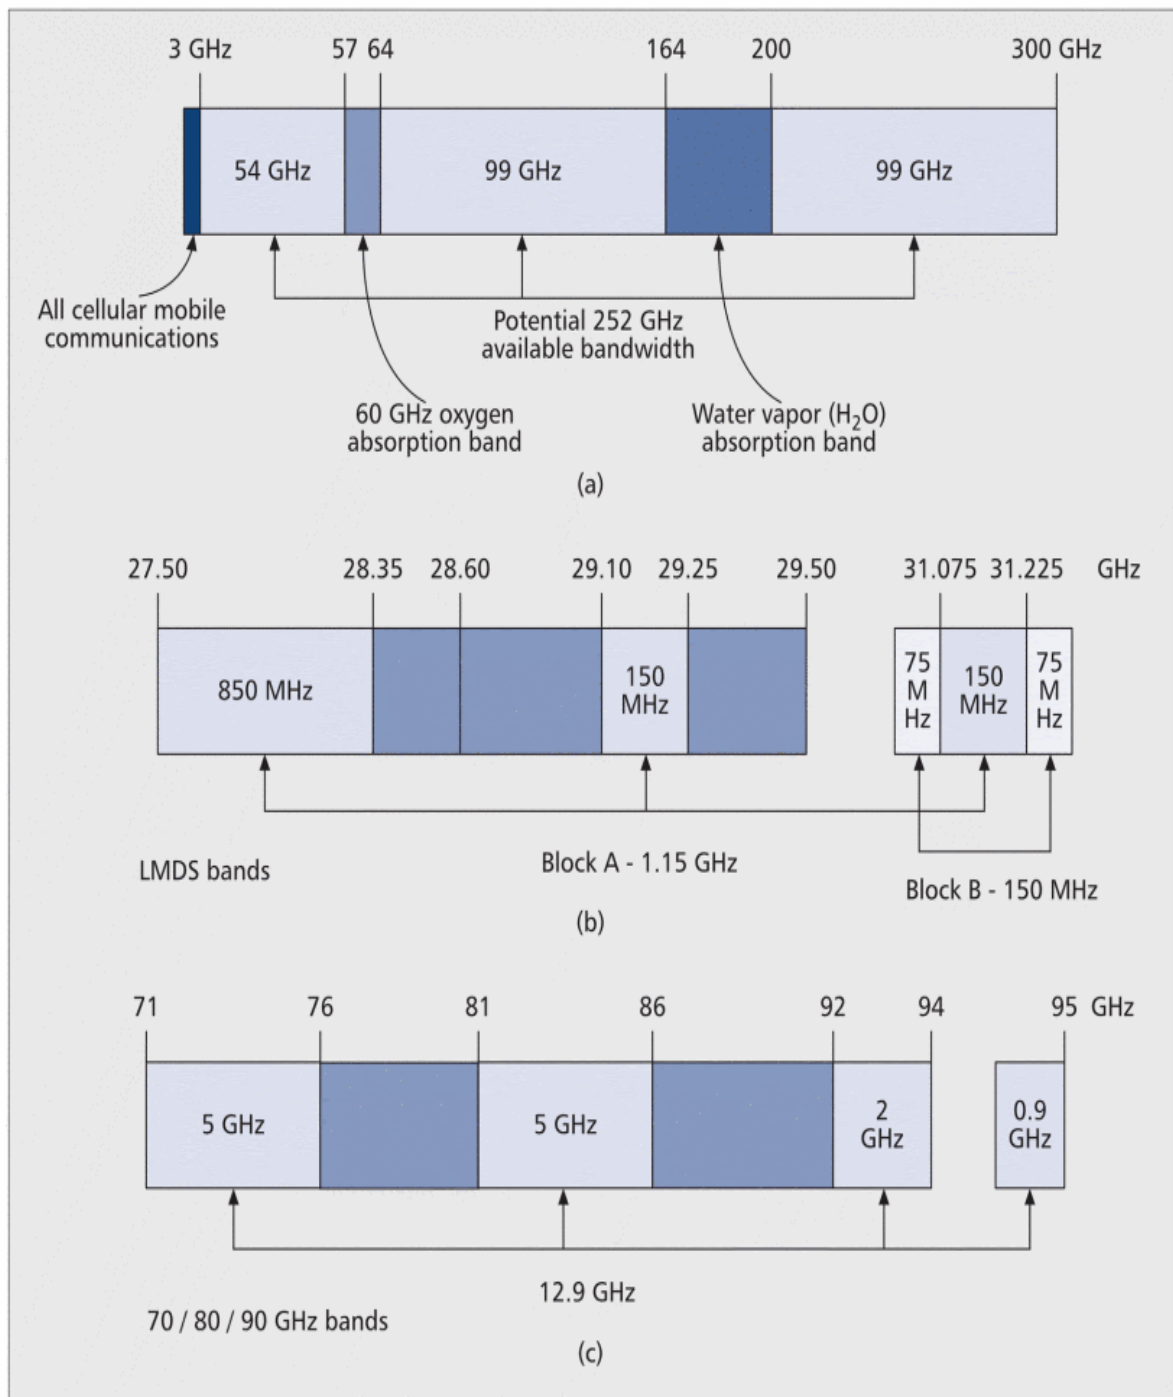 3 GHz 57 64 164 200 300 GHz
54 GHz 99 GHz 99 GHz
All cellular mobile
communications
Potential 252 GHz
available bandwidth
60 GHz oxygen
absorption band
Water vapor (H₂O)
absorption band
(a)
27.50 28.35 28.60 29.10 29.25 29.50 31.075 31.225 GHz
850 MHz
150
MHz
75
M
Hz
150
MHz
75
M
Hz
LMDS bands
Block A - 1.15 GHz
Block B - 150 MHz
(b)
71 76 81 86 92 94 95 GHz
5 GHz 5 GHz
2
GHz
0.9
GHz
12.9 GHz
70 / 80 / 90 GHz bands
(c)